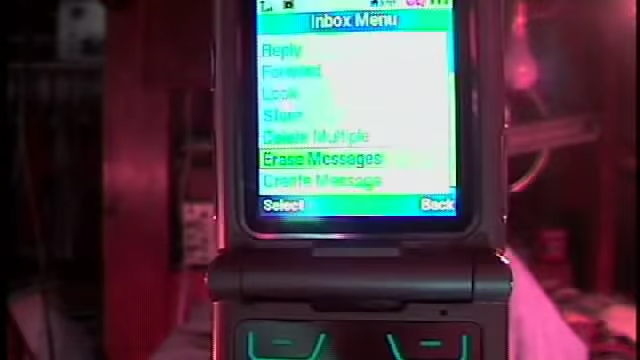 Inbox Menu
Reply
Forward
Lock
Store
Delete Multiple
Erase Messages
Create Message
Select
Back